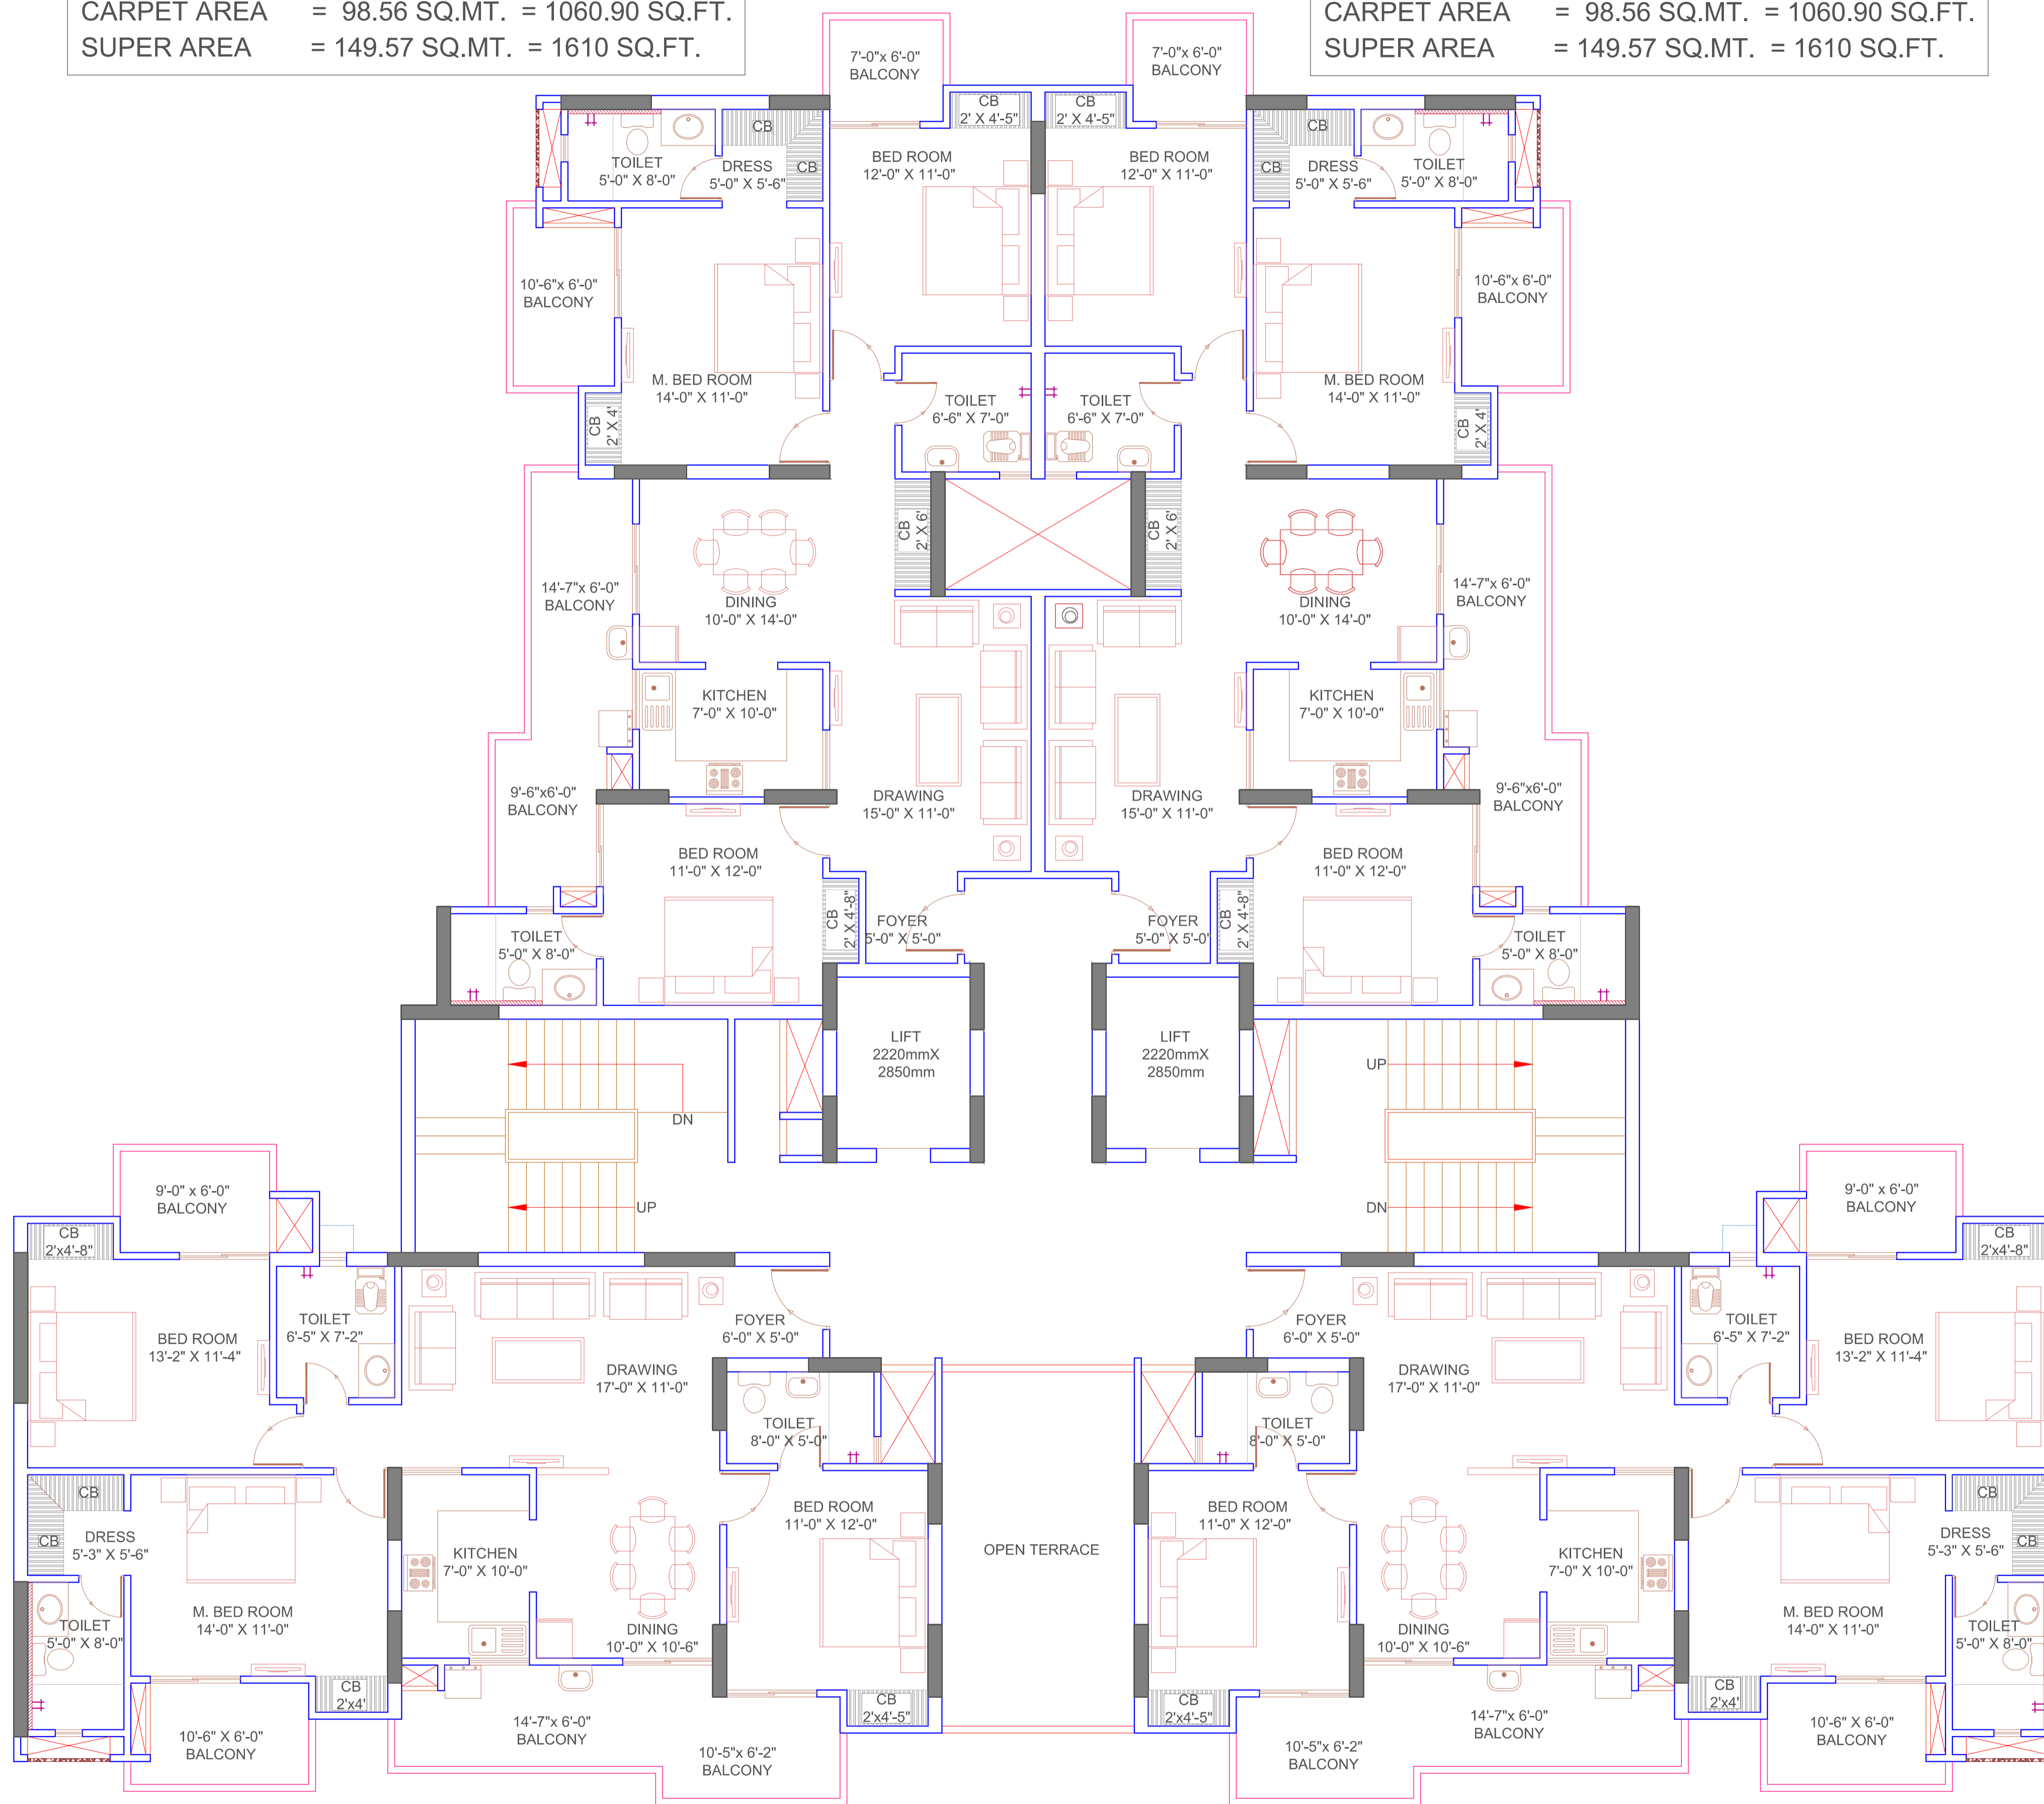 CARPET AREA = 98.56 SQ.MT. = 1060.90 SQ.FT.
SUPER AREA = 149.57 SQ.MT. = 1610 SQ.FT.
CARPET AREA = 98.56 SQ.MT. = 1060.90 SQ.FT.
SUPER AREA = 149.57 SQ.MT. = 1610 SQ.FT.
7'-0"x 6'-0"
BALCONY
7'-0"x 6'-0"
BALCONY
CB
2' X 4'-5"
CB
2' X 4'-5"
CB
CB
TOILET
5'-0" X 8'-0"
DRESS
5'-0" X 5'-6"
BED ROOM
12'-0" X 11'-0"
BED ROOM
12'-0" X 11'-0"
CB
CB
DRESS
5'-0" X 5'-6"
TOILET
5'-0" X 8'-0"
10'-6"x 6'-0"
BALCONY
10'-6"x 6'-0"
BALCONY
M. BED ROOM
14'-0" X 11'-0"
CB
2' X 4'
TOILET
6'-6" X 7'-0"
TOILET
6'-6" X 7'-0"
M. BED ROOM
14'-0" X 11'-0"
CB
2' X 4'
CB
2' X 6'
CB
2' X 6'
14'-7"x 6'-0"
BALCONY
DINING
10'-0" X 14'-0"
DINING
10'-0" X 14'-0"
14'-7"x 6'-0"
BALCONY
KITCHEN
7'-0" X 10'-0"
KITCHEN
7'-0" X 10'-0"
9'-6"x6'-0"
BALCONY
DRAWING
15'-0" X 11'-0"
DRAWING
15'-0" X 11'-0"
9'-6"x6'-0"
BALCONY
BED ROOM
11'-0" X 12'-0"
BED ROOM
11'-0" X 12'-0"
CB
2' X 4'-8"
FOYER
5'-0" X 5'-0"
FOYER
5'-0" X 5'-0"
CB
2' X 4'-8"
TOILET
5'-0" X 8'-0"
TOILET
5'-0" X 8'-0"
LIFT
2220mmX
2850mm
LIFT
2220mmX
2850mm
DN
UP
UP
DN
9'-0" x 6'-0"
BALCONY
9'-0" x 6'-0"
BALCONY
CB
2'x4'-8"
CB
2'x4'-8"
BED ROOM
13'-2" X 11'-4"
TOILET
6'-5" X 7'-2"
FOYER
6'-0" X 5'-0"
FOYER
6'-0" X 5'-0"
TOILET
6'-5" X 7'-2"
BED ROOM
13'-2" X 11'-4"
DRAWING
17'-0" X 11'-0"
DRAWING
17'-0" X 11'-0"
TOILET
8'-0" X 5'-0"
TOILET
8'-0" X 5'-0"
CB
CB
DRESS
5'-3" X 5'-6"
KITCHEN
7'-0" X 10'-0"
BED ROOM
11'-0" X 12'-0"
OPEN TERRACE
BED ROOM
11'-0" X 12'-0"
KITCHEN
7'-0" X 10'-0"
CB
CB
DRESS
5'-3" X 5'-6"
TOILET
5'-0" X 8'-0"
M. BED ROOM
14'-0" X 11'-0"
DINING
10'-0" X 10'-6"
DINING
10'-0" X 10'-6"
M. BED ROOM
14'-0" X 11'-0"
TOILET
5'-0" X 8'-0"
CB
2'x4'
CB
2'x4'-5"
CB
2'x4'-5"
CB
2'x4'
10'-6" X 6'-0"
BALCONY
14'-7"x 6'-0"
BALCONY
10'-5"x 6'-2"
BALCONY
10'-5"x 6'-2"
BALCONY
14'-7"x 6'-0"
BALCONY
10'-6" X 6'-0"
BALCONY